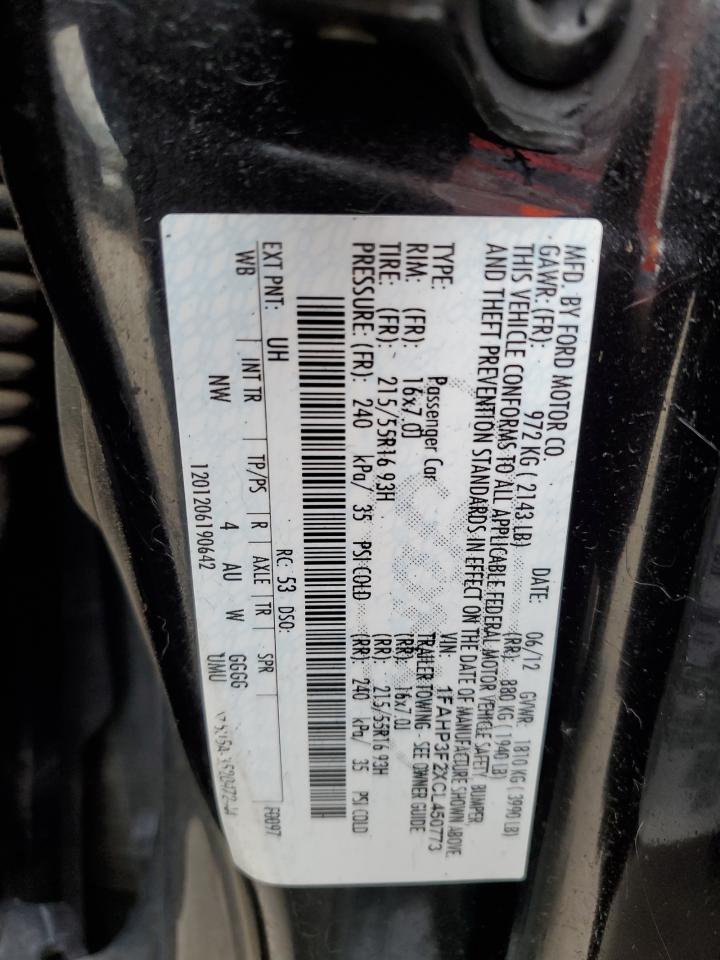 MFD. BY FORD MOTOR CO.
DATE: 06/12 GVWR: 1810 KG ( 3990 LB)
GAWR: (FR): 972 KG ( 2143 LB) (RR): 880 KG ( 1940 LB)
THIS VEHICLE CONFORMS TO ALL APPLICABLE FEDERAL MOTOR VEHICLE SAFETY, BUMPER,
AND THEFT PREVENTION STANDARDS IN EFFECT ON THE DATE OF MANUFACTURE SHOWN ABOVE.
VIN: 1FAHP3F2XCL450773
TYPE: Passenger Car TRAILER TOWING - SEE OWNER GUIDE
RIM: (FR): 16x7.0J (RR): 16x7.0J
TIRE: (FR): 215/55R16 93H (RR): 215/55R16 93H
PRESSURE: (FR): 240 kPa/ 35 PSI COLD (RR): 240 kPa/ 35 PSI COLD
RC: 53 DSO: F0097
EXT PNT: UH
WB INT TR TP/PS R AXLE TR SPR
NW 4 AU W GGGG
1201206190642 UMU